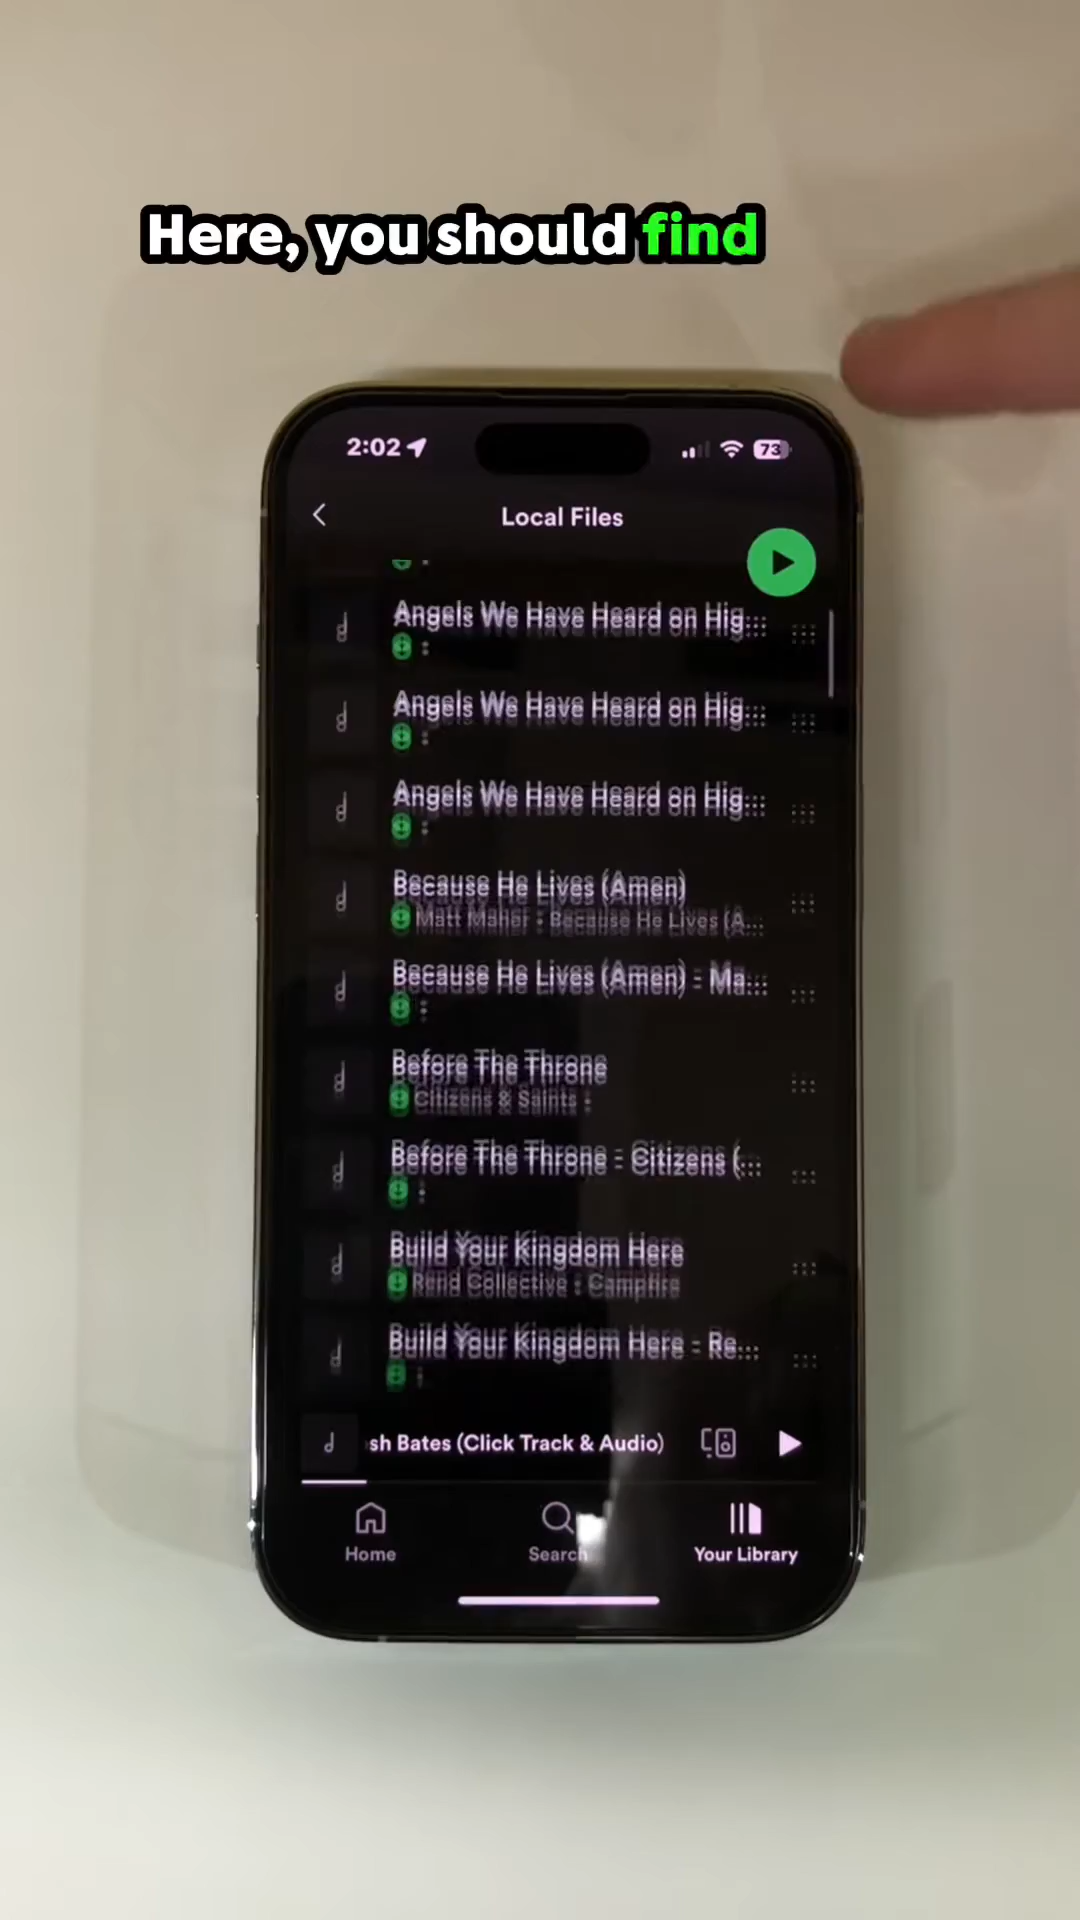 Here, you should find
2:02
73
Local Files
Angels We Have Heard on Hig...
Angels We Have Heard on Hig...
Angels We Have Heard on Hig...
Because He Lives (Amen)
Matt Maher • Because He Lives (A...
Because He Lives (Amen) - Ma...
Before The Throne
Citizens & Saints •
Before The Throne - Citizens (...
Build Your Kingdom Here
Rend Collective • Campfire
Build Your Kingdom Here - Re...
sh Bates (Click Track & Audio)
Home
Search
Your Library